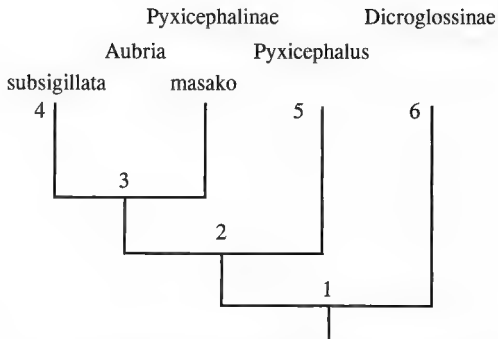 Pyxicephalinae Dicroglossinae
Aubria Pyxicephalus
subsigillata masako
4 5 6
3
2
1